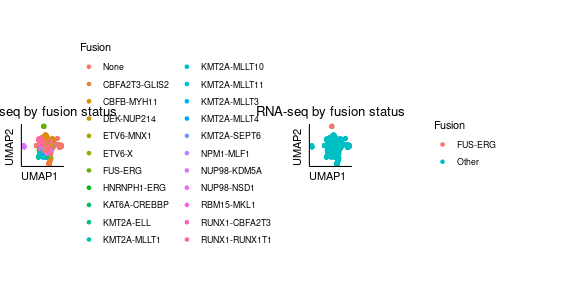 Fusion
None
CBFA2T3-GLIS2
CBFB-MYH11
DEK-NUP214
ETV6-MNX1
ETV6-X
FUS-ERG
HNRNPH1-ERG
KAT6A-CREBBP
KMT2A-ELL
KMT2A-MLLT1
KMT2A-MLLT10
KMT2A-MLLT11
KMT2A-MLLT3
KMT2A-MLLT4
KMT2A-SEPT6
NPM1-MLF1
NUP98-KDM5A
NUP98-NSD1
RBM15-MKL1
RUNX1-CBFA2T3
RUNX1-RUNX1T1
seq by fusion status
UMAP2
UMAP1
RNA-seq by fusion status
UMAP2
UMAP1
Fusion
FUS-ERG
Other